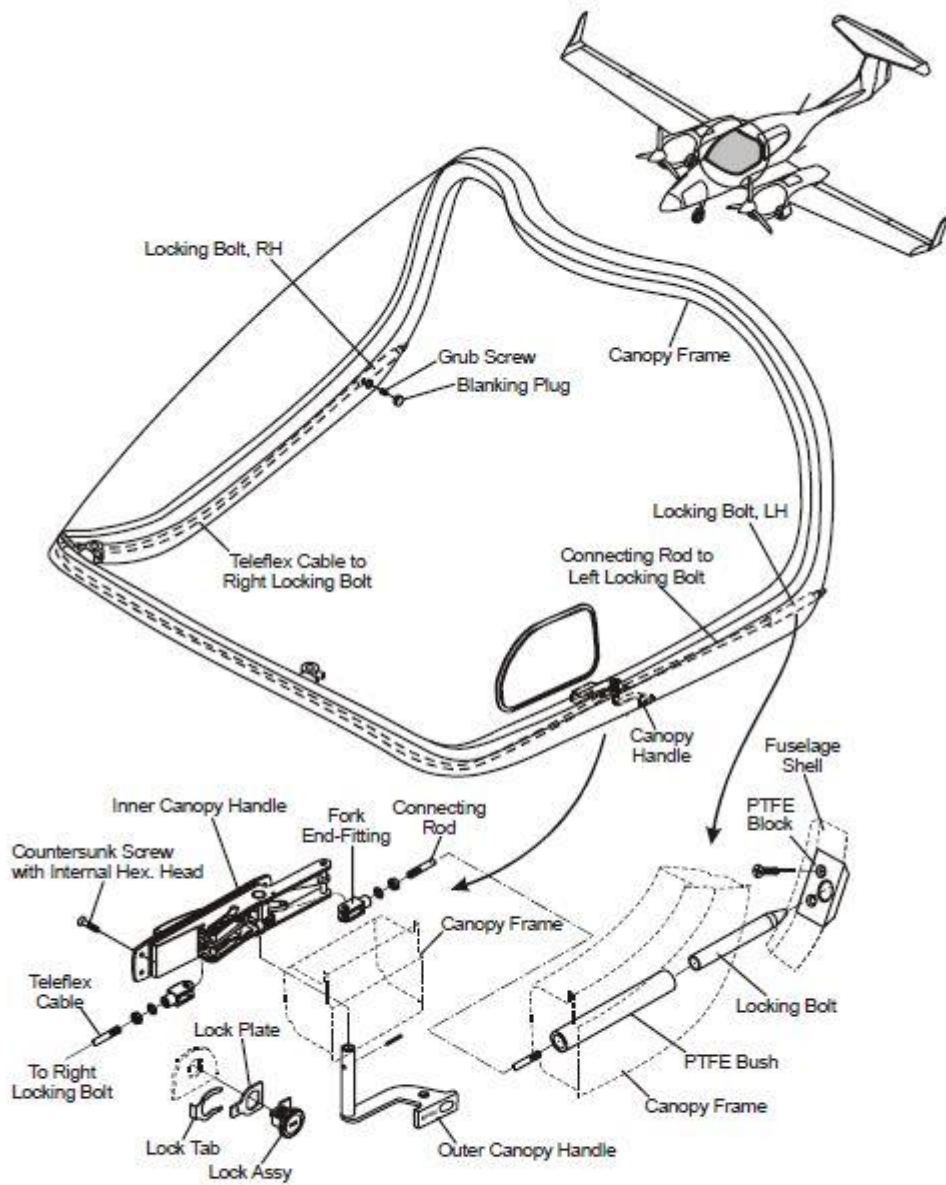 Locking Bolt, RH
Grub Screw
Blanking Plug
Canopy Frame
Locking Bolt, LH
Teleflex Cable to
Right Locking Bolt
Connecting Rod to
Left Locking Bolt
Canopy
Handle
Fuselage
Shell
PTFE
Block
Inner Canopy Handle
Fork
End-Fitting
Connecting
Rod
Countersunk Screw
with Internal Hex. Head
Canopy Frame
Teleflex
Cable
Locking Bolt
Lock Plate
To Right
Locking Bolt
PTFE Bush
Canopy Frame
Lock Tab
Outer Canopy Handle
Lock Assy